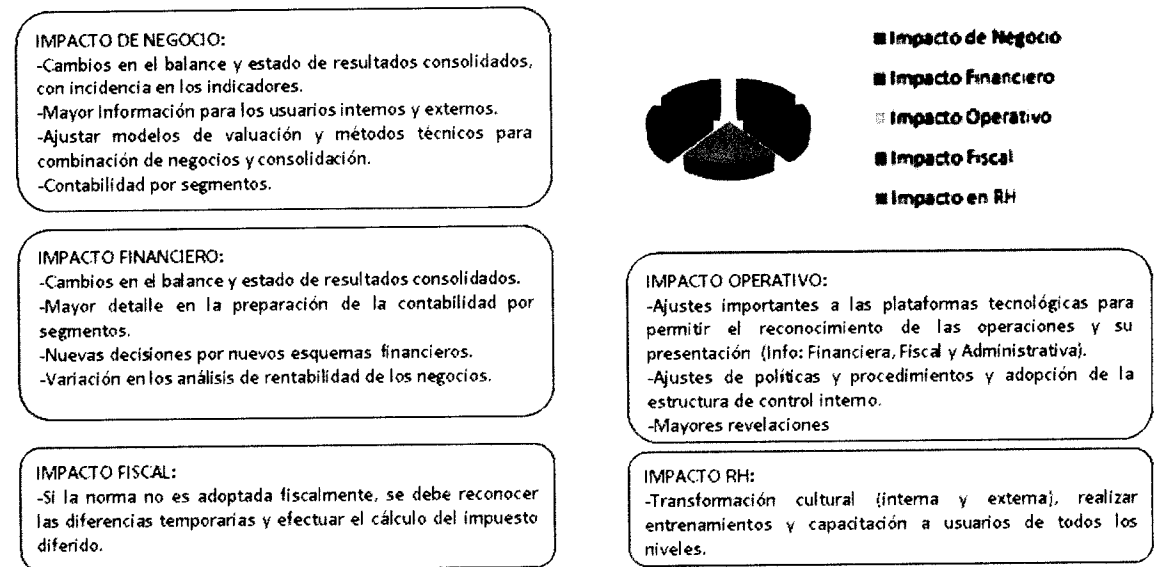 IMPACTO DE NEGOCIO:
-Cambios en el balance y estado de resultados consolidados,
con incidencia en los indicadores.
-Mayor Información para los usuarios internos y externos.
-Ajustar modelos de valuación y métodos técnicos para
combinación de negocios y consolidación.
-Contabilidad por segmentos.
Impacto de Negocio
Impacto Financiero
Impacto Operativo
Impacto Fiscal
Impacto en RH
IMPACTO FINANCIERO:
-Cambios en el balance y estado de resultados consolidados.
-Mayor detalle en la preparación de la contabilidad por
segmentos.
-Nuevas decisiones por nuevos esquemas financieros.
-Variación en los análisis de rentabilidad de los negocios.
IMPACTO OPERATIVO:
-Ajustes importantes a las plataformas tecnológicas para
permitir el reconocimiento de las operaciones y su
presentación (Info: Financiera, Fiscal y Administrativa).
-Ajustes de políticas y procedimientos y adopción de la
estructura de control interno.
-Mayores revelaciones
IMPACTO FISCAL:
-Si la norma no es adoptada fiscalmente, se debe reconocer
las diferencias temporarias y efectuar el cálculo del impuesto
diferido.
IMPACTO RH:
-Transformación cultural (interna y externa), realizar
entrenamientos y capacitación a usuarios de todos los
niveles.